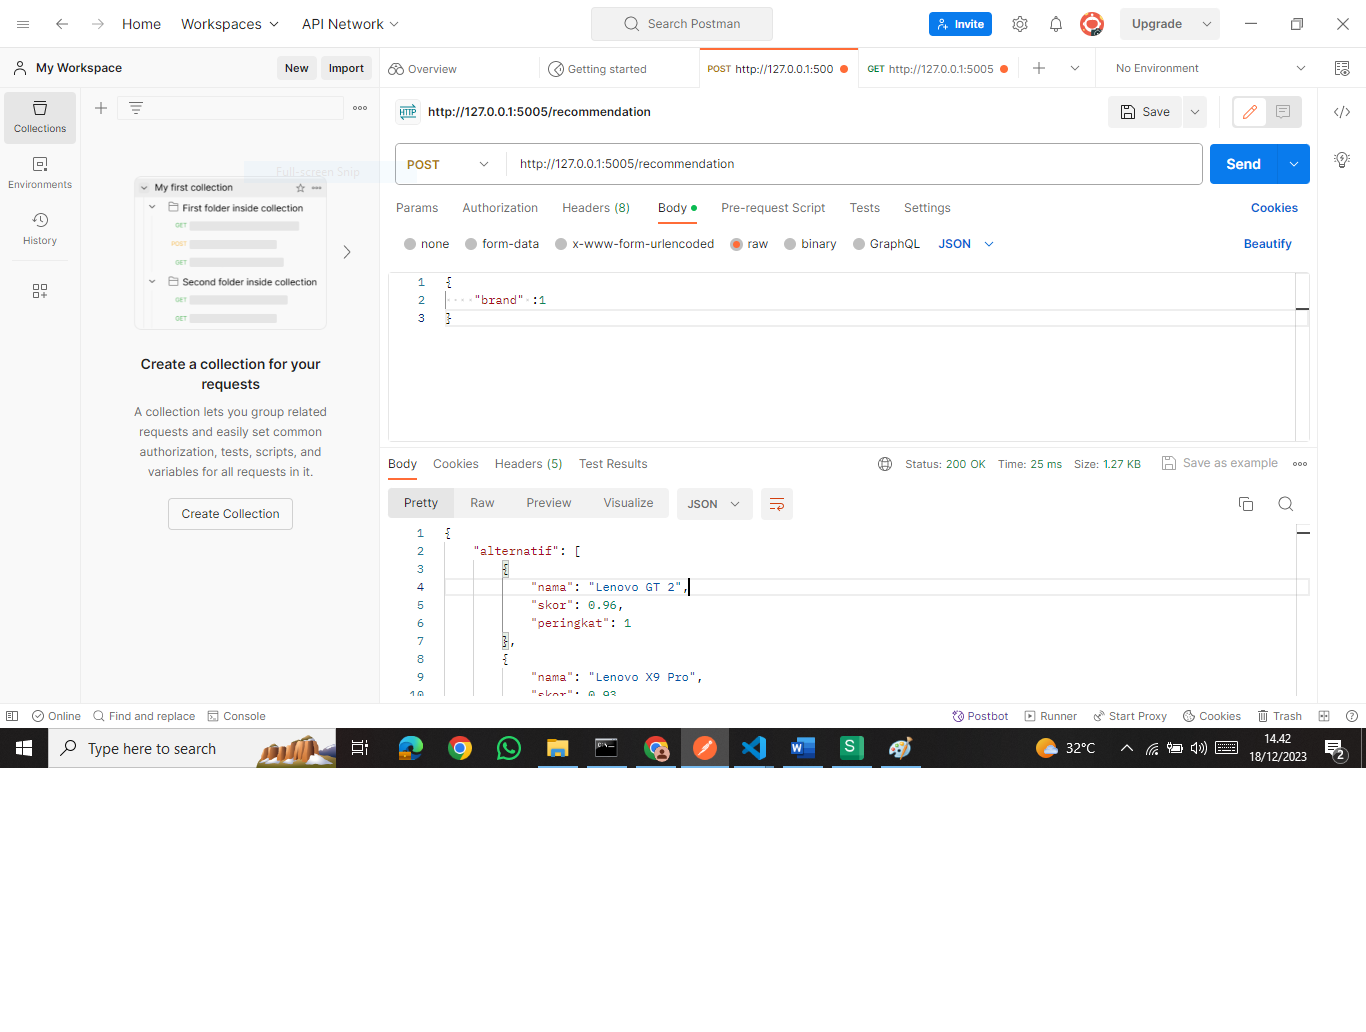 Home Workspaces API Network Search Postman Invite Upgrade
My Workspace New Import Overview Getting started POST http://127.0.0.1:500 GET http://127.0.0.1:5005 No Environment
Collections
Environments
History
Full-screen Snip
My first collection
First folder inside collection
GET
POST
GET
Second folder inside collection
GET
GET
Create a collection for your
requests
A collection lets you group related
requests and easily set common
authorization, tests, scripts, and
variables for all requests in it.
Create Collection
HTTP http://127.0.0.1:5005/recommendation Save
POST http://127.0.0.1:5005/recommendation Send
Params Authorization Headers (8) Body Pre-request Script Tests Settings Cookies
none form-data x-www-form-urlencoded raw binary GraphQL JSON Beautify
1 {
2 "brand" :1
3 }
Body Cookies Headers (5) Test Results Status: 200 OK Time: 25 ms Size: 1.27 KB Save as example
Pretty Raw Preview Visualize JSON
1 {
2 "alternatif": [
3 {
4 "nama": "Lenovo GT 2",
5 "skor": 0.96,
6 "peringkat": 1
7 },
8 {
9 "nama": "Lenovo X9 Pro",
10 "skor": 0.93
Online Find and replace Console Postbot Runner Start Proxy Cookies Trash
Type here to search 32°C 14.42
18/12/2023 2